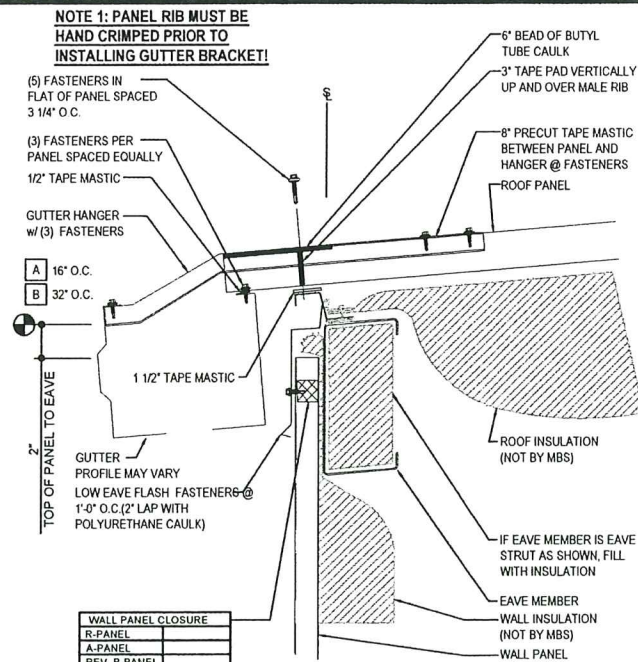 NOTE 1: PANEL RIB MUST BE
HAND CRIMPED PRIOR TO
INSTALLING GUTTER BRACKET!
(5) FASTENERS IN
FLAT OF PANEL SPACED
3 1/4" O.C.
(3) FASTENERS PER
PANEL SPACED EQUALLY
1/2" TAPE MASTIC
GUTTER HANGER
w/ (3) FASTENERS
A 16" O.C.
B 32" O.C.
2"
TOP OF PANEL TO EAVE
1 1/2" TAPE MASTIC
GUTTER
PROFILE MAY VARY
LOW EAVE FLASH FASTENERS @
1'-0" O.C.(2" LAP WITH
POLYURETHANE CAULK)
WALL PANEL CLOSURE
R-PANEL
A-PANEL
REV. R PANEL
6" BEAD OF BUTYL
TUBE CAULK
3" TAPE PAD VERTICALLY
UP AND OVER MALE RIB
8" PRECUT TAPE MASTIC
BETWEEN PANEL AND
HANGER @ FASTENERS
ROOF PANEL
ROOF INSULATION
(NOT BY MBS)
IF EAVE MEMBER IS EAVE
STRUT AS SHOWN, FILL
WITH INSULATION
EAVE MEMBER
WALL INSULATION
(NOT BY MBS)
WALL PANEL